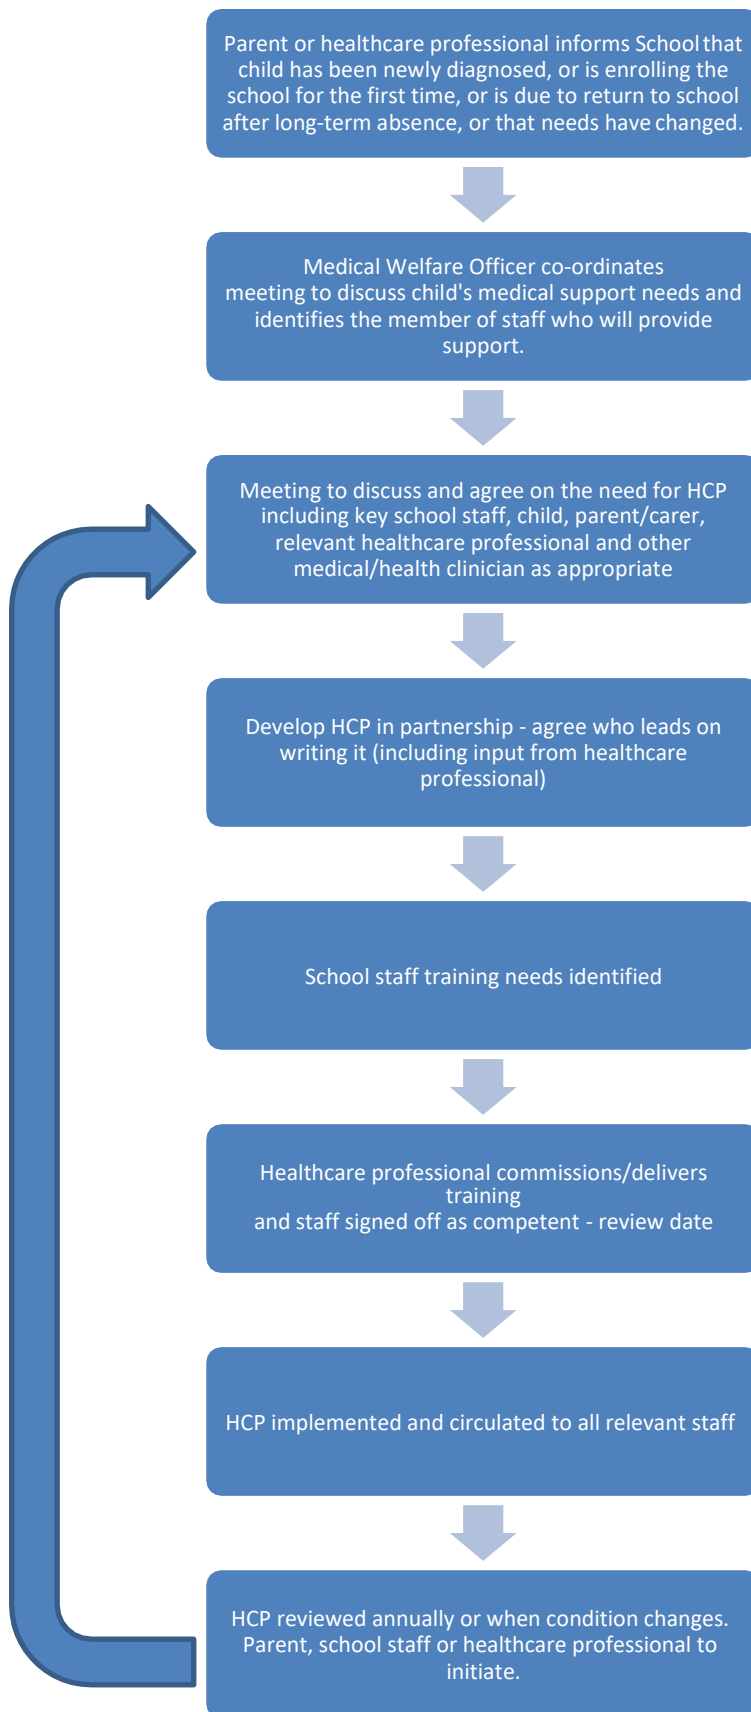 Parent or healthcare professional informs School that
child has been newly diagnosed, or is enrolling the
school for the first time, or is due to return to school
after long-term absence, or that needs have changed.
Medical Welfare Officer co-ordinates
meeting to discuss child's medical support needs and
identifies the member of staff who will provide
support.
Meeting to discuss and agree on the need for HCP
including key school staff, child, parent/carer,
relevant healthcare professional and other
medical/health clinician as appropriate
Develop HCP in partnership - agree who leads on
writing it (including input from healthcare
professional)
School staff training needs identified
Healthcare professional commissions/delivers
training
and staff signed off as competent - review date
HCP implemented and circulated to all relevant staff
HCP reviewed annually or when condition changes.
Parent, school staff or healthcare professional to
initiate.